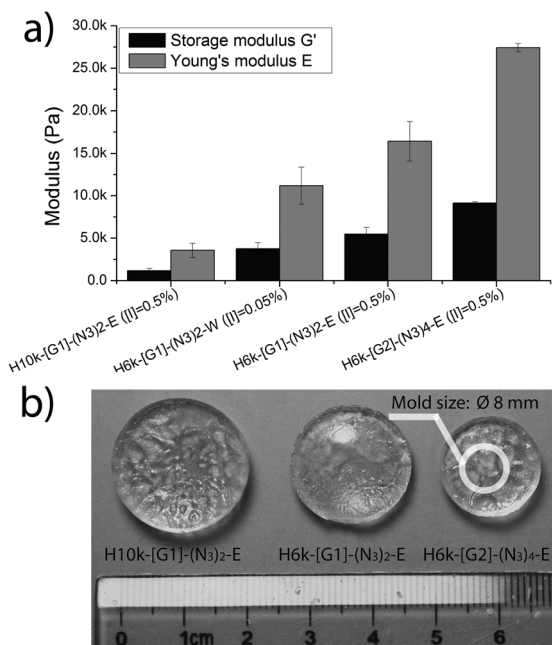 a)
30.0k
25.0k
20.0k
15.0k
10.0k
5.0k
0.0
Modulus (Pa)
Storage modulus G'
Young's modulus E
H10k-[G1]-(N3)2-E ([I]=0.5%)
H6k-[G1]-(N3)2-W ([I]=0.05%)
H6k-[G1]-(N3)2-E ([I]=0.5%)
H6k-[G2]-(N3)4-E ([I]=0.5%)
b)
Mold size: Ø 8 mm
H10k-[G1]-(N3)2-E H6k-[G1]-(N3)2-E H6k-[G2]-(N3)4-E
0 1cm 2 3 4 5 6